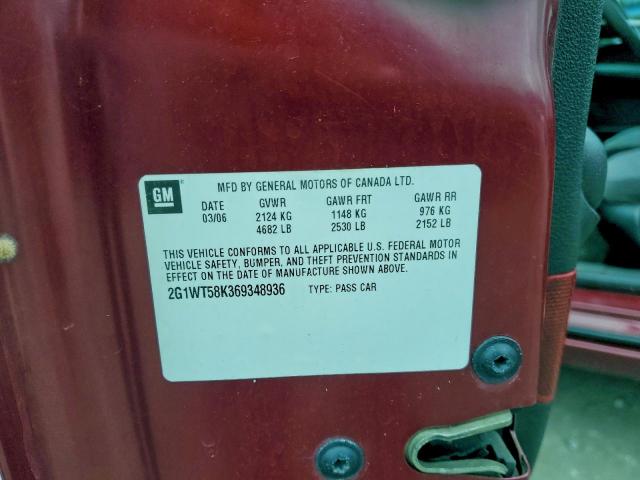 GM
MFD BY GENERAL MOTORS OF CANADA LTD.
DATE GVWR GAWR FRT GAWR RR
03/06 2124 KG 1148 KG 976 KG
4682 LB 2530 LB 2152 LB
THIS VEHICLE CONFORMS TO ALL APPLICABLE U.S. FEDERAL MOTOR
VEHICLE SAFETY, BUMPER, AND THEFT PREVENTION STANDARDS IN
EFFECT ON THE DATE OF MANUFACTURE SHOWN ABOVE.
2G1WT58K369348936 TYPE: PASS CAR